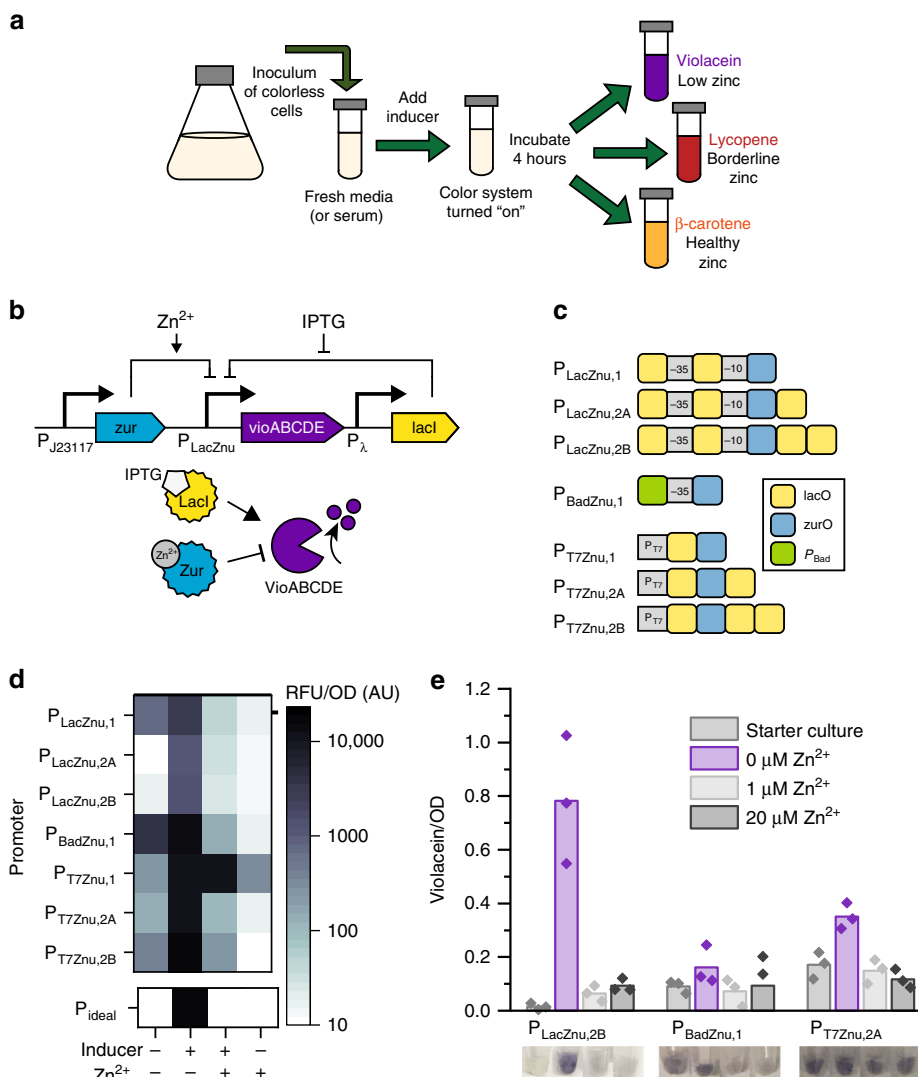 a
Inoculum
of colorless
cells
Fresh media
(or serum)
Add
inducer
Color system
turned “on”
Incubate
4 hours
Violacein
Low zinc
Lycopene
Borderline
zinc
β-carotene
Healthy
zinc
b
Zn2+
IPTG
PJ23117
zur
PLacZnu
vioABCDE
Pλ
lacI
IPTG
LacI
Zn2+
Zur
VioABCDE
c
PLacZnu,1
–35
–10
PLacZnu,2A
–35
–10
PLacZnu,2B
–35
–10
PBadZnu,1
–35
PT7Znu,1
PT7
PT7Znu,2A
PT7
PT7Znu,2B
PT7
lacO
zurO
PBad
d
RFU/OD (AU)
Promoter
PLacZnu,1
PLacZnu,2A
PLacZnu,2B
PBadZnu,1
PT7Znu,1
PT7Znu,2A
PT7Znu,2B
Pideal
10,000
1000
100
10
Inducer – + + –
Zn2+ – – + +
e
Violacein/OD
1.2
1.0
0.8
0.6
0.4
0.2
0.0
Starter culture
0 μM Zn2+
1 μM Zn2+
20 μM Zn2+
PLacZnu,2B
PBadZnu,1
PT7Znu,2A